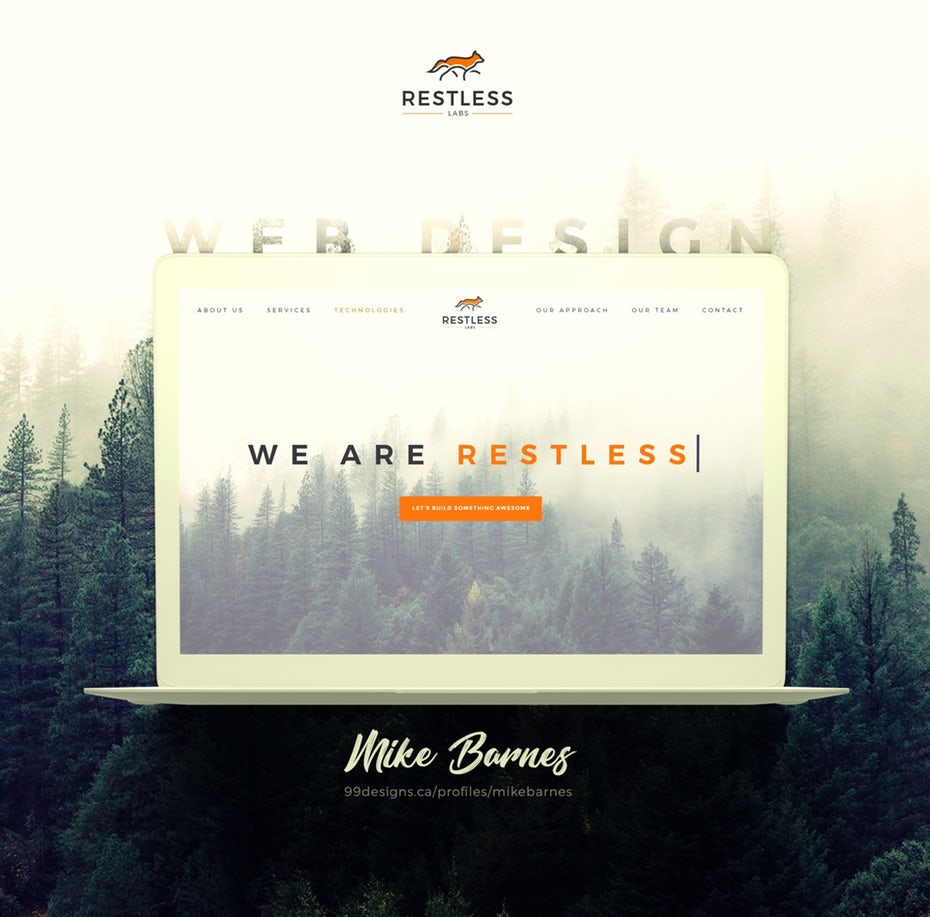 RESTLESS
LABS
WEB DESIGN
ABOUT US SERVICES TECHNOLOGIES RESTLESS LABS OUR APPROACH OUR TEAM CONTACT
WE ARE RESTLESS
LET'S BUILD SOMETHING AWESOME
Mike Barnes
99designs.ca/profiles/mikebarnes